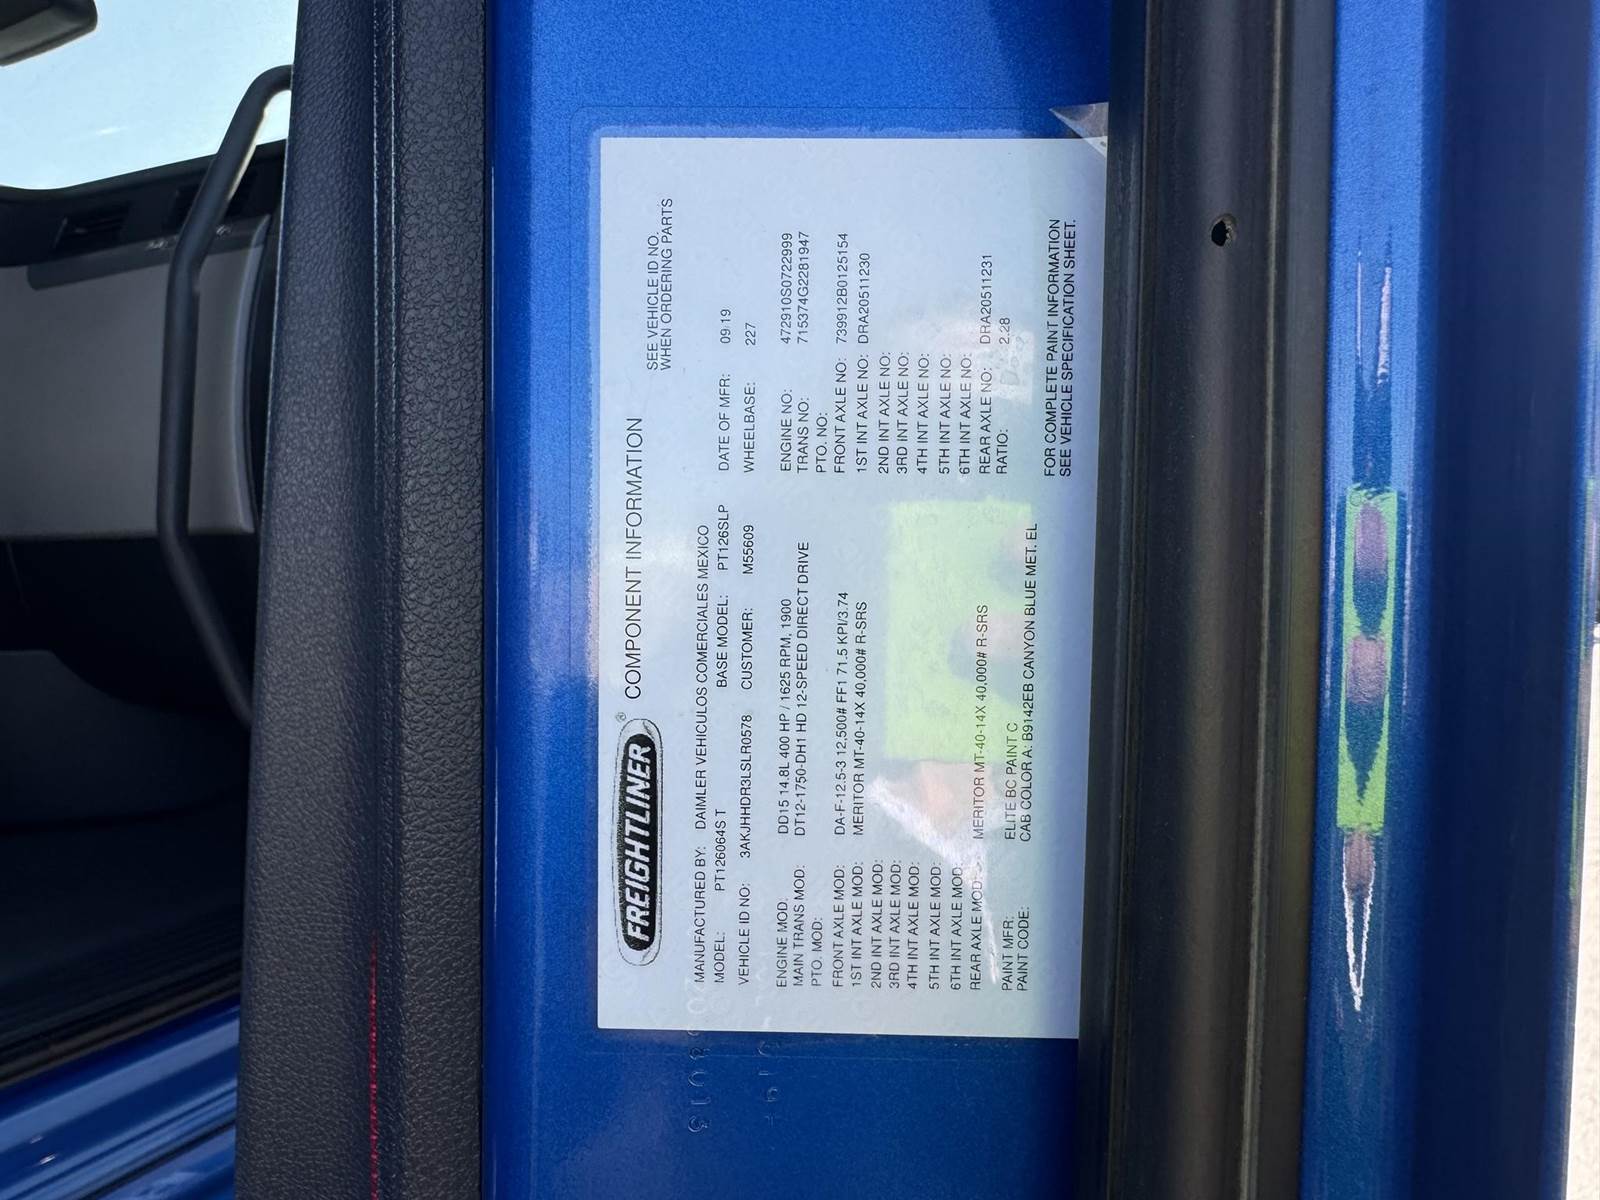 FREIGHTLINER ® COMPONENT INFORMATION
SEE VEHICLE ID NO.
WHEN ORDERING PARTS
MANUFACTURED BY: DAIMLER VEHICULOS COMERCIALES MEXICO
MODEL: PT126064S T BASE MODEL: PT126SLP DATE OF MFR: 09 19
VEHICLE ID NO: 3AKJHHDR3LSLR0578 CUSTOMER: M55609 WHEELBASE: 227
ENGINE MOD: DD15 14.8L 400 HP / 1625 RPM, 1900 ENGINE NO: 472910S0722999
MAIN TRANS MOD: DT12-1750-DH1 HD 12-SPEED DIRECT DRIVE TRANS NO: 715374G2281947
PTO. MOD: PTO. NO:
FRONT AXLE MOD: DA-F-12.5-3 12,500# FF1 71.5 KPI/3.74 FRONT AXLE NO: 739912B0125154
1ST INT AXLE MOD: MERITOR MT-40-14X 40,000# R-SRS 1ST INT AXLE NO: DRA20511230
2ND INT AXLE MOD: 2ND INT AXLE NO:
3RD INT AXLE MOD: 3RD INT AXLE NO:
4TH INT AXLE MOD: 4TH INT AXLE NO:
5TH INT AXLE MOD: 5TH INT AXLE NO:
6TH INT AXLE MOD: 6TH INT AXLE NO:
REAR AXLE MOD: MERITOR MT-40-14X 40,000# R-SRS REAR AXLE NO: DRA20511231
RATIO: 2.28
PAINT MFR: ELITE BC PAINT C
PAINT CODE: CAB COLOR A: B9142EB CANYON BLUE MET. EL
FOR COMPLETE PAINT INFORMATION
SEE VEHICLE SPECIFICATION SHEET.